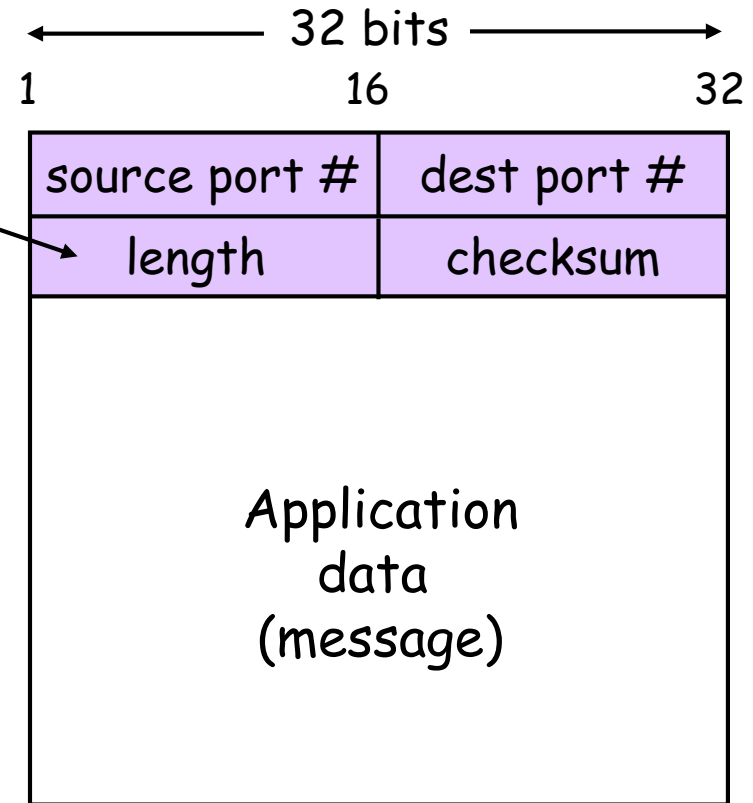 32 bits
1 16 32
source port # dest port #
length checksum
Application
data
(message)